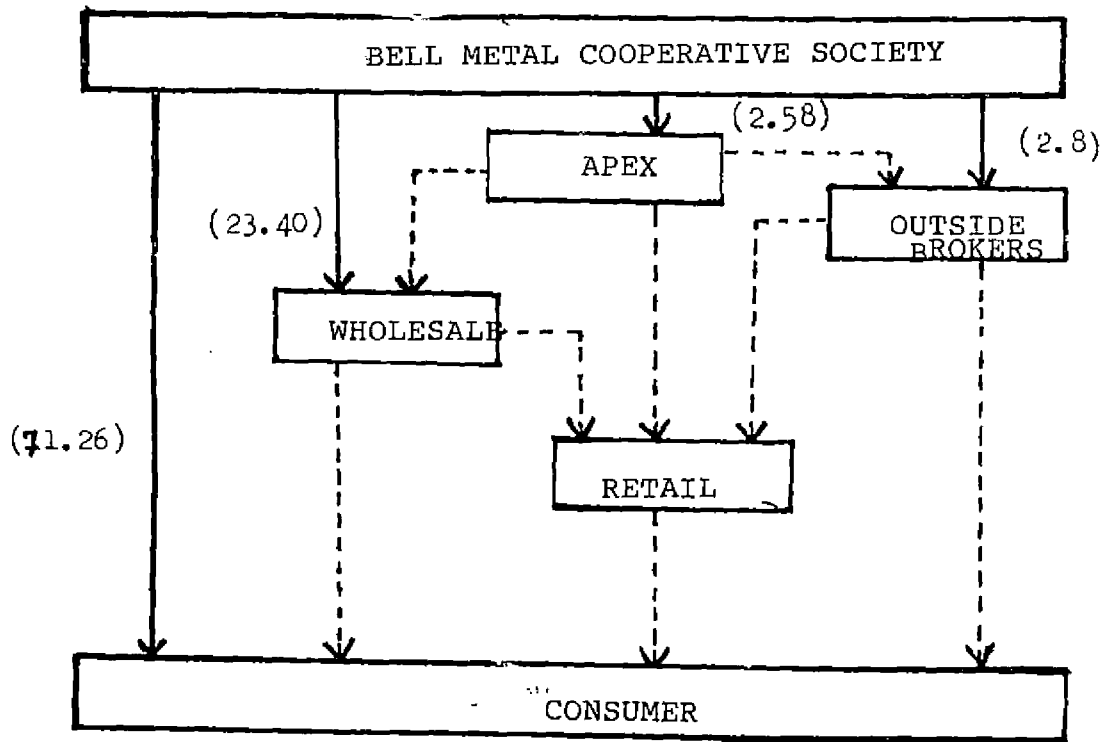 BELL METAL COOPERATIVE SOCIETY
(2.58)
(2.8)
APEX
(23.40)
OUTSIDE
BROKERS
WHOLESALE
(71.26)
RETAIL
CONSUMER